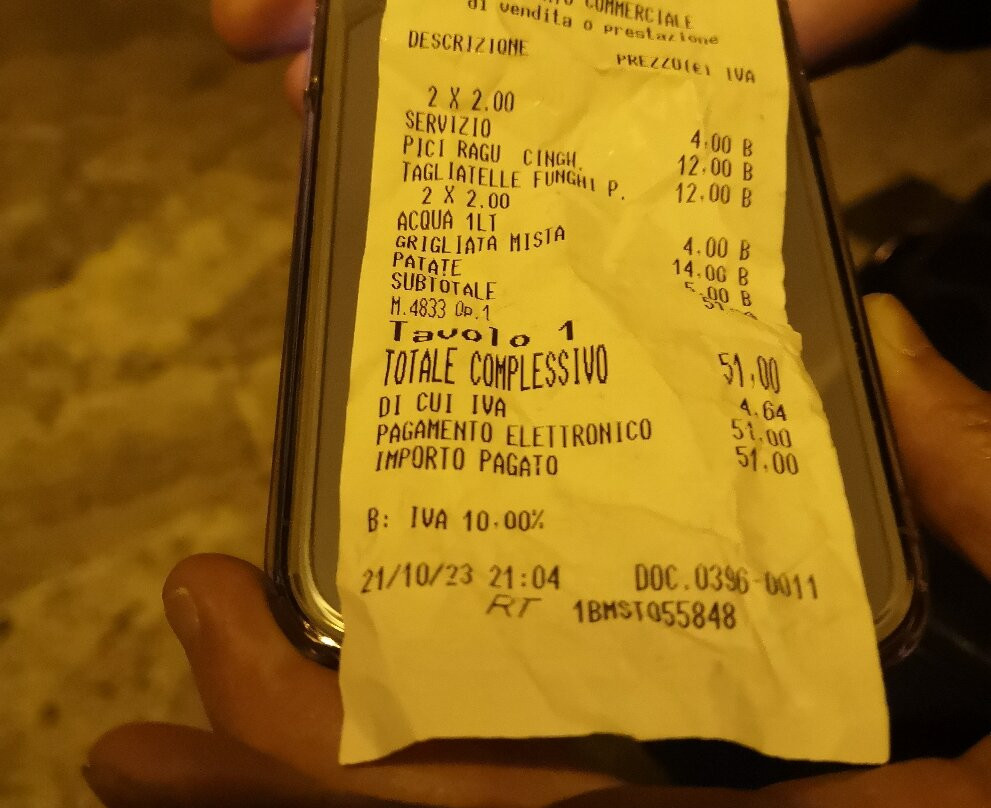 COMMERCIALE
di vendita o prestazione
DESCRIZIONE PREZZO(€) IVA
2 X 2.00
SERVIZIO 4.00 B
PICI RAGU CINGH. 12.00 B
TAGLIATELLE FUNGHI P. 12.00 B
2 X 2.00
ACQUA 1LT 4.00 B
GRIGLIATA MISTA 14.00 B
PATATE 5.00 B
SUBTOTALE
M.4833 Op.1
Tavolo 1
TOTALE COMPLESSIVO 51,00
DI CUI IVA 4,64
PAGAMENTO ELETTRONICO 51,00
IMPORTO PAGATO 51,00
B: IVA 10,00%
21/10/23 21:04 DOC.0396-0011
RT 1BMST055848